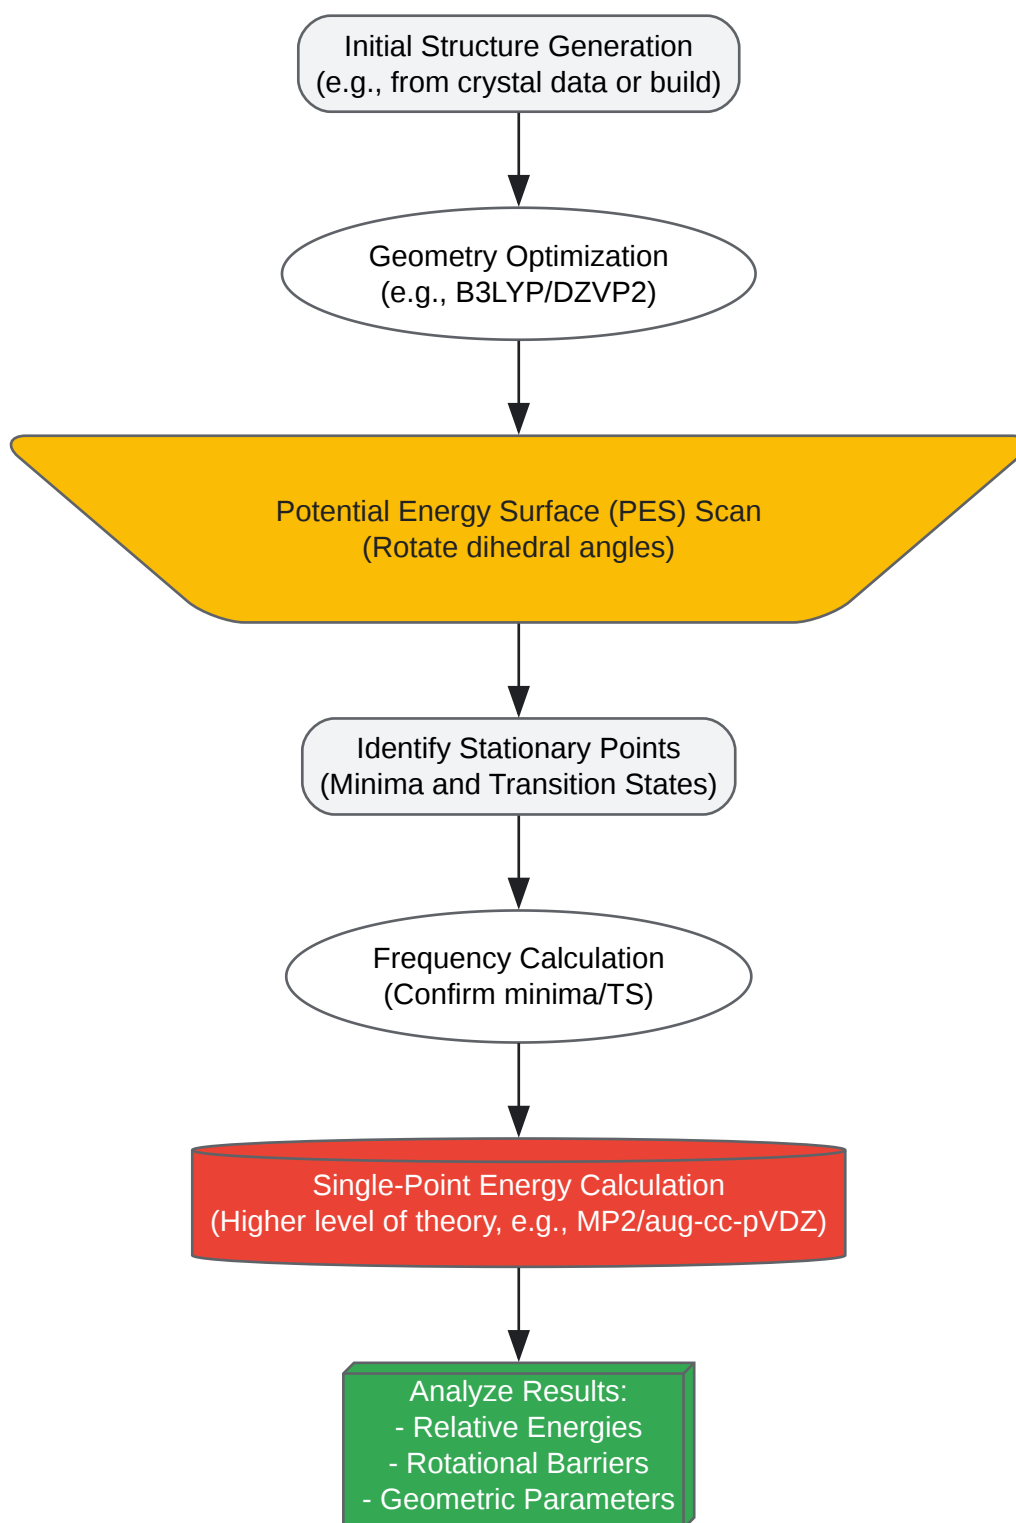 Initial Structure Generation
(e.g., from crystal data or build)
Geometry Optimization
(e.g., B3LYP/DZVP2)
Potential Energy Surface (PES) Scan
(Rotate dihedral angles)
Identify Stationary Points
(Minima and Transition States)
Frequency Calculation
(Confirm minima/TS)
Single-Point Energy Calculation
(Higher level of theory, e.g., MP2/aug-cc-pVDZ)
Analyze Results:
- Relative Energies
- Rotational Barriers
- Geometric Parameters